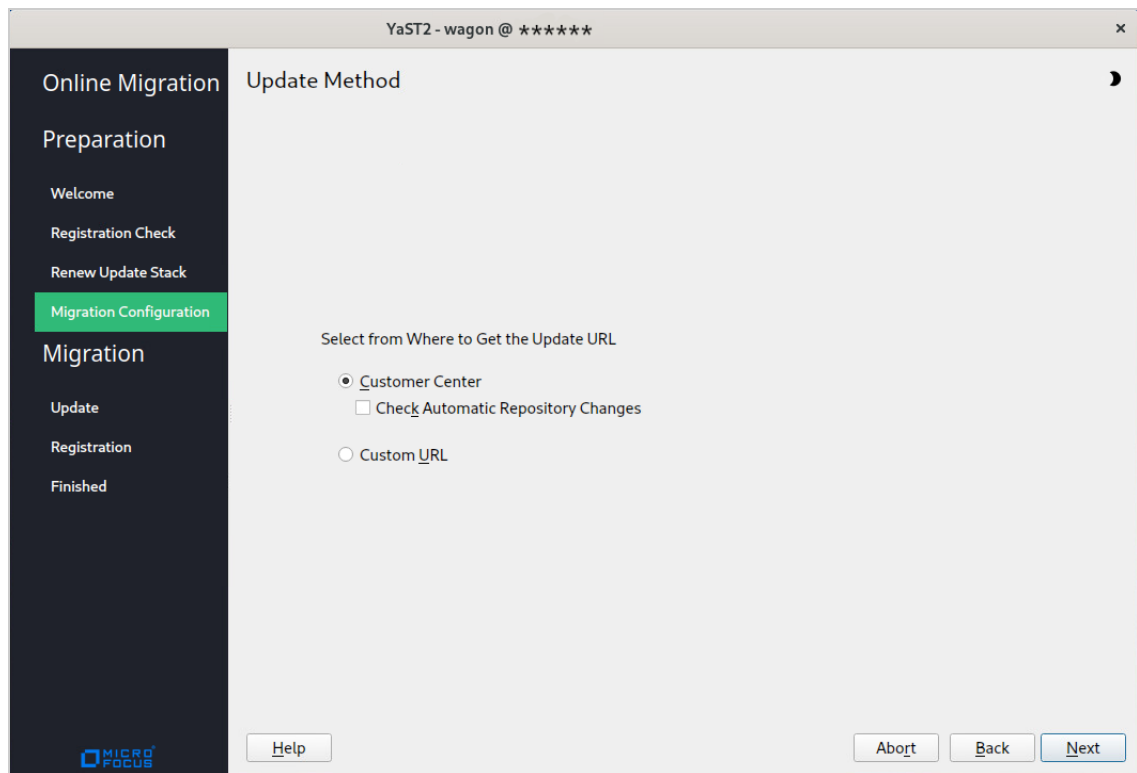 YaST2 - wagon @ ******
Online Migration
Preparation
Welcome
Registration Check
Renew Update Stack
Migration Configuration
Migration
Update
Registration
Finished
MICRO
FOCUS
Update Method
Select from Where to Get the Update URL
Customer Center
Check Automatic Repository Changes
Custom URL
Help
Abort
Back
Next